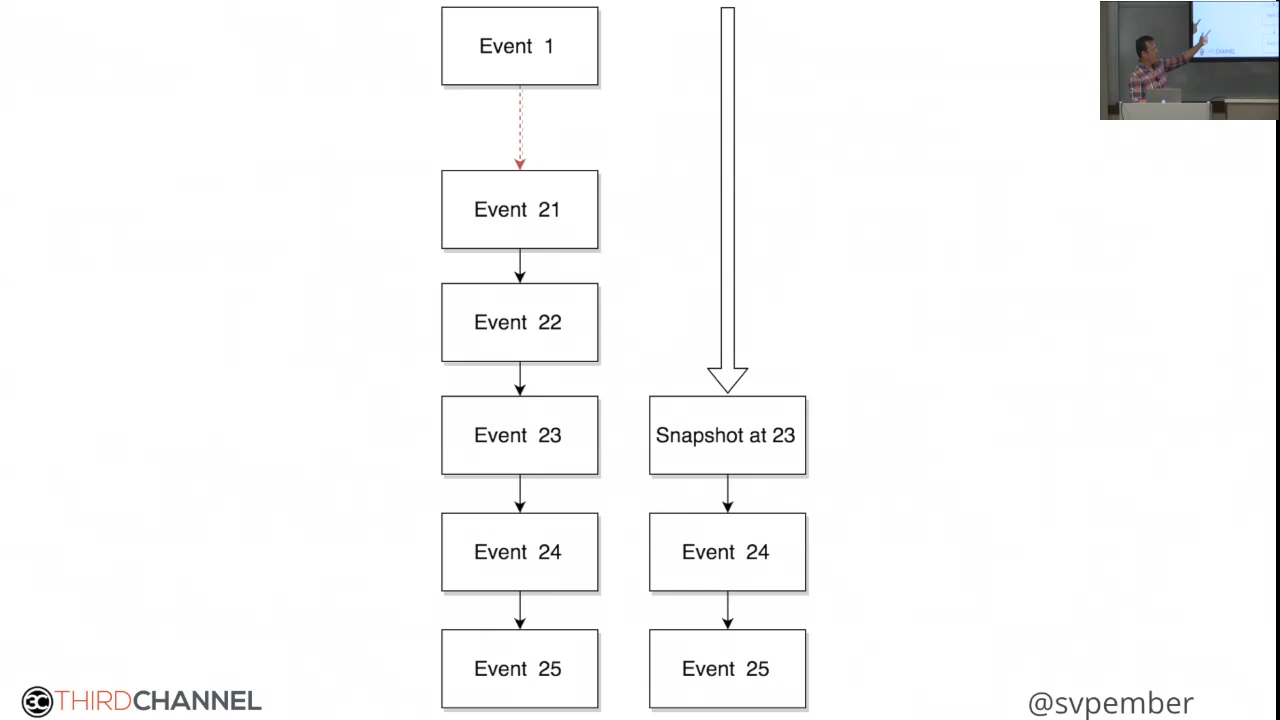 Event 1
Event 21
Event 22
Event 23
Event 24
Event 25
Snapshot at 23
Event 24
Event 25
THIRDCHANNEL
@svpember